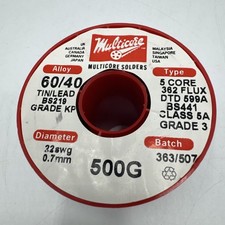 AUSTRALIA
CANADA
GERMANY
JAPAN
Multicore
MALAYSIA
SINGAPORE
TAIWAN
USA
MULTICORE SOLDERS
Alloy
60/40
TIN/LEAD
BS219
GRADE KP
Type
5 CORE
362 FLUX
DTD 599A
BS441
CLASS 5A
GRADE 3
Diameter
22swg
0.7mm
500G
Batch
363/507